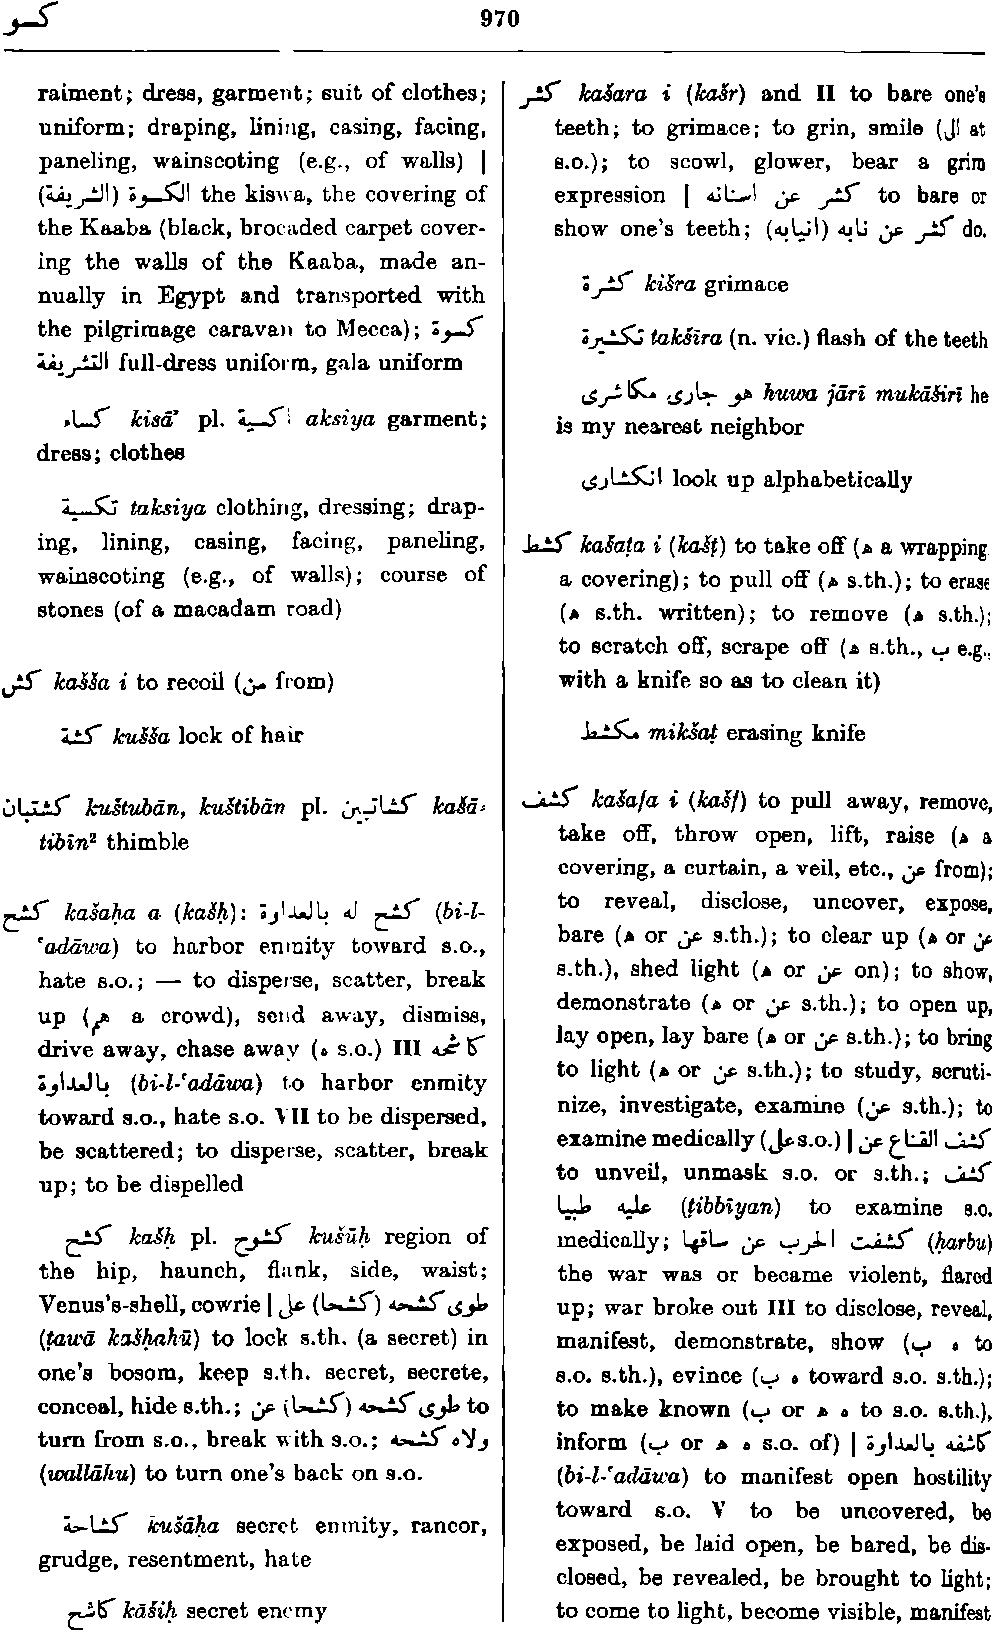 كسو
970
raiment; dress, garment; suit of clothes;
uniform; draping, lining, casing, facing,
paneling, wainscoting (e.g., of walls) |
الكسوة (الشريفة) the kiswa, the covering of
the Kaaba (black, brocaded carpet cover-
ing the walls of the Kaaba, made an-
nually in Egypt and transported with
the pilgrimage caravan to Mecca); كسوة
التشريفة full-dress uniform, gala uniform
كساء kisāʼ pl. اكسية aksiya garment;
dress; clothes
تكسية taksiya clothing, dressing; drap-
ing, lining, casing, facing, paneling,
wainscoting (e.g., of walls); course of
stones (of a macadam road)
كش kašša i to recoil (من from)
كشة kušša lock of hair
كشتبان kuštubān, kuštibān pl. كشاتبين kašā-
tibīn² thimble
كشح kašaḥa a (kašḥ): كشح له بالعداوة (bi-l-
ʻadāwa) to harbor enmity toward s.o.,
hate s.o.; — to disperse, scatter, break
up (هم a crowd), send away, dismiss,
drive away, chase away (ه s.o.) III كاشحه
بالعداوة (bi-l-ʻadāwa) to harbor enmity
toward s.o., hate s.o. VII to be dispersed,
be scattered; to disperse, scatter, break
up; to be dispelled
كشح kašḥ pl. كشوح kušūḥ region of
the hip, haunch, flank, side, waist;
Venus's-shell, cowrie | طوى كشحه (كشحا) على
(ṭawā kašḥahū) to lock s.th. (a secret) in
one's bosom, keep s.th. secret, secrete,
conceal, hide s.th.; طوى كشحه (كشحا) عن to
turn from s.o., break with s.o.; ولاه كشحه
(wallāhu) to turn one's back on s.o.
كشاحة kušāḥa secret enmity, rancor,
grudge, resentment, hate
كاشح kāšiḥ secret enemy
كشر kašara i (kašr) and II to bare one's
teeth; to grimace; to grin, smile (ال at
s.o.); to scowl, glower, bear a grim
expression | كشر عن اسنانه to bare or
show one's teeth; كشر عن نابه (انيابه) do.
كشرة kišra grimace
تكشيرة takšīra (n. vic.) flash of the teeth
هو جارى مكاشرى huwa jārī mukāširī he
is my nearest neighbor
انكشارى look up alphabetically
كشط kašaṭa i (kašṭ) to take off (ه a wrapping
a covering); to pull off (ه s.th.); to erase
(ه s.th. written); to remove (ه s.th.);
to scratch off, scrape off (ه s.th., ب e.g.,
with a knife so as to clean it)
مكشط mikšaṭ erasing knife
كشف kašafa i (kašf) to pull away, remove,
take off, throw open, lift, raise (ه a
covering, a curtain, a veil, etc., عن from);
to reveal, disclose, uncover, expose,
bare (ه or عن s.th.); to clear up (ه or عن
s.th.), shed light (ه or عن on); to show,
demonstrate (ه or عن s.th.); to open up,
lay open, lay bare (ه or عن s.th.); to bring
to light (ه or عن s.th.); to study, scruti-
nize, investigate, examine (عن s.th.); to
examine medically (على s.o.) | كشف القناع عن
to unveil, unmask s.o. or s.th.; كشف
عليه طبيا (ṭibbīyan) to examine s.o.
medically; كشفت الحرب عن ساقها (ḥarbu)
the war was or became violent, flared
up; war broke out III to disclose, reveal,
manifest, demonstrate, show (ب ه to
s.o. s.th.), evince (ب ه toward s.o. s.th.);
to make known (ب or ه ه to s.o. s.th.),
inform (ب or ه ه s.o. of) | كاشفه بالعداوة
(bi-l-ʻadāwa) to manifest open hostility
toward s.o. V to be uncovered, be
exposed, be laid open, be bared, be dis-
closed, be revealed, be brought to light;
to come to light, become visible, manifest